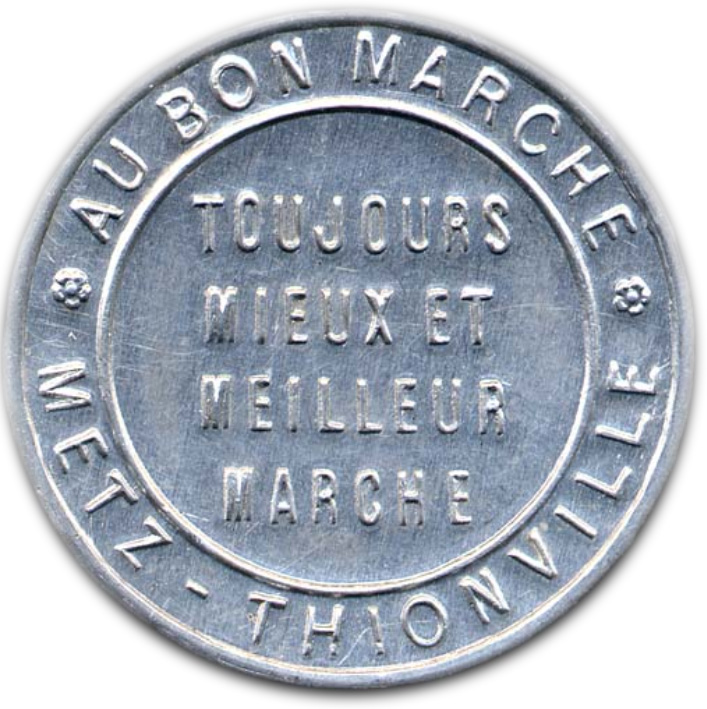 AU BON MARCHE
TOUJOURS
MIEUX ET
MEILLEUR
MARCHE
METZ - THIONVILLE